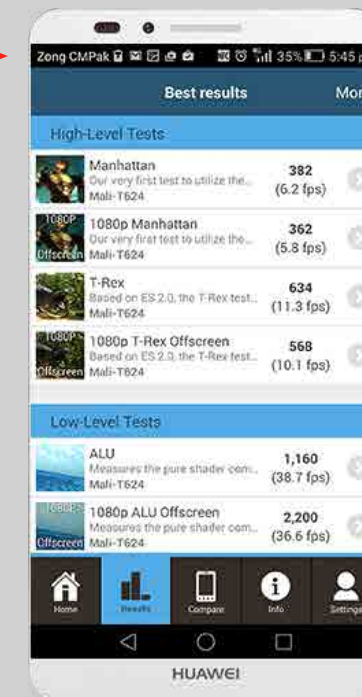 Zong CMPak 35% 5:45 p
Best results Mor
High-Level Tests
Manhattan
Our very first test to utilize the...
Mali-T624
382
(6.2 fps)
1080P
Offscreen
1080p Manhattan
Our very first test to utilize the...
Mali-T624
362
(5.8 fps)
T-Rex
Based on ES 2.0, the T-Rex test...
Mali-T624
634
(11.3 fps)
1080P
Offscreen
1080p T-Rex Offscreen
Based on ES 2.0, the T-Rex test...
Mali-T624
568
(10.1 fps)
Low-Level Tests
ALU
Measures the pure shader com...
Mali-T624
1,160
(38.7 fps)
1080P
Offscreen
1080p ALU Offscreen
Measures the pure shader com...
Mali-T624
2,200
(36.6 fps)
Home Results Compare Info Settings
HUAWEI